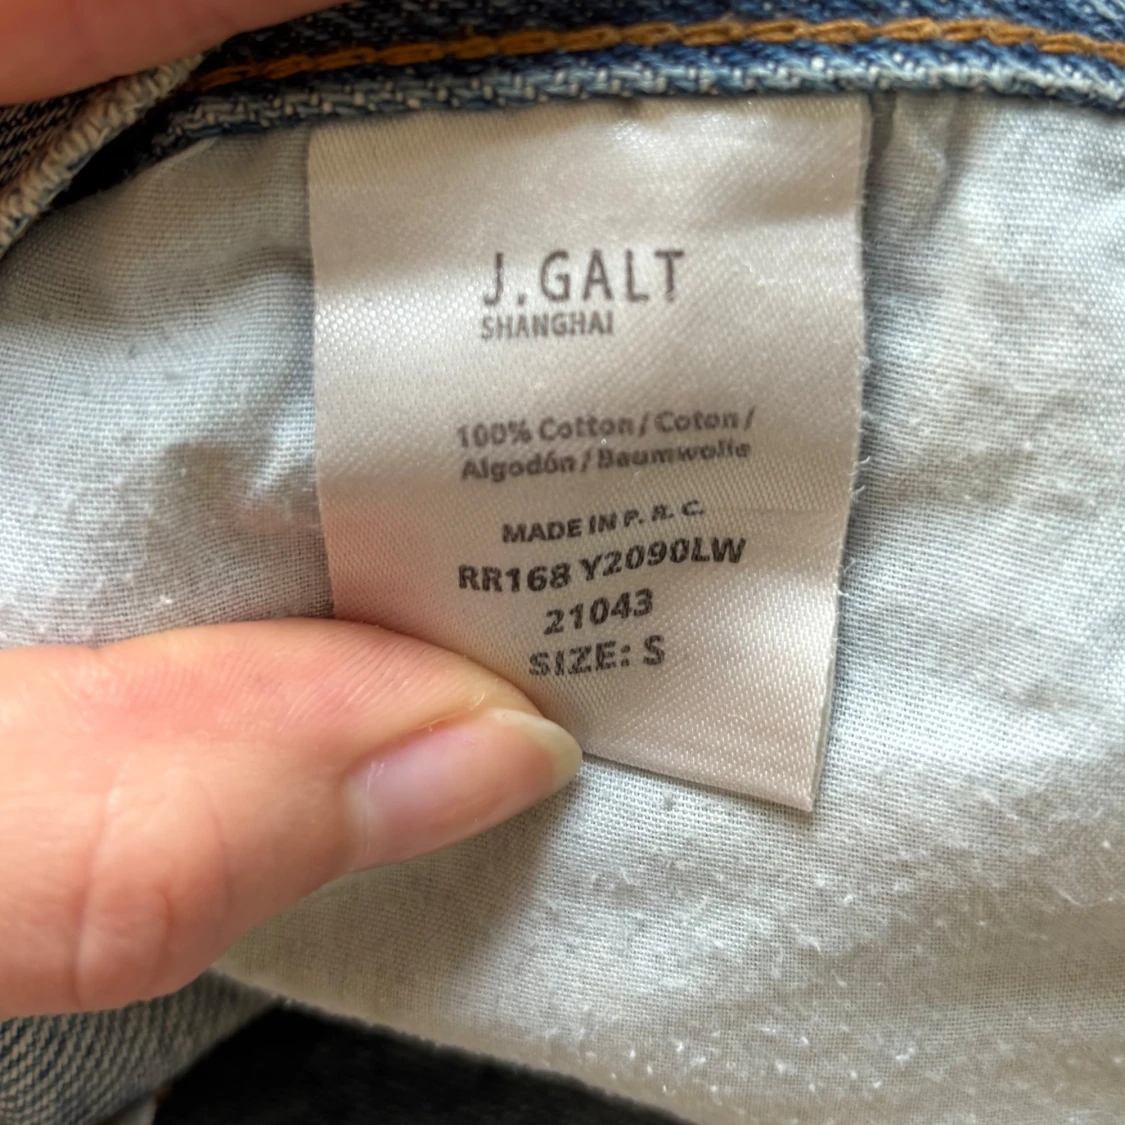 J.GALT
SHANGHAI
100% Cotton / Coton /
Algodón / Baumwolle
MADE IN P. R. C.
RR168 Y2090LW
21043
SIZE: S